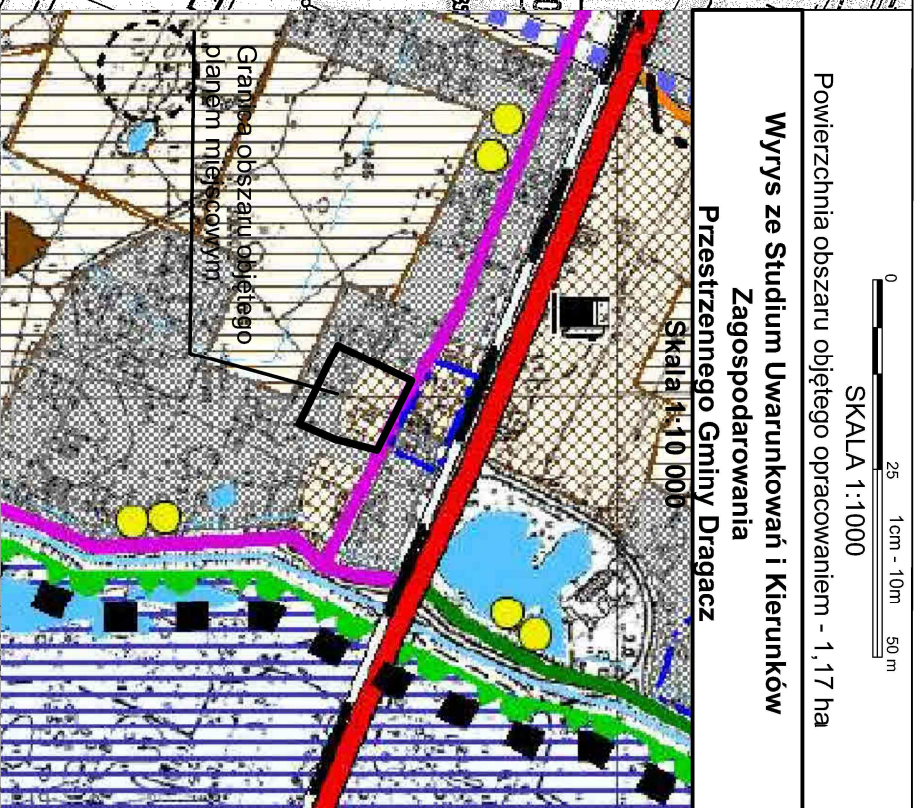 0 25 1cm - 10m 50 m
SKALA 1:1000
Powierzchnia obszaru objętego opracowaniem - 1,17 ha
Wyrys ze Studium Uwarunkowań i Kierunków
Zagospodarowania
Przestrzennego Gminy Dragacz
Skala 1:10 000
Granica obszaru objętego
planem miejscowym